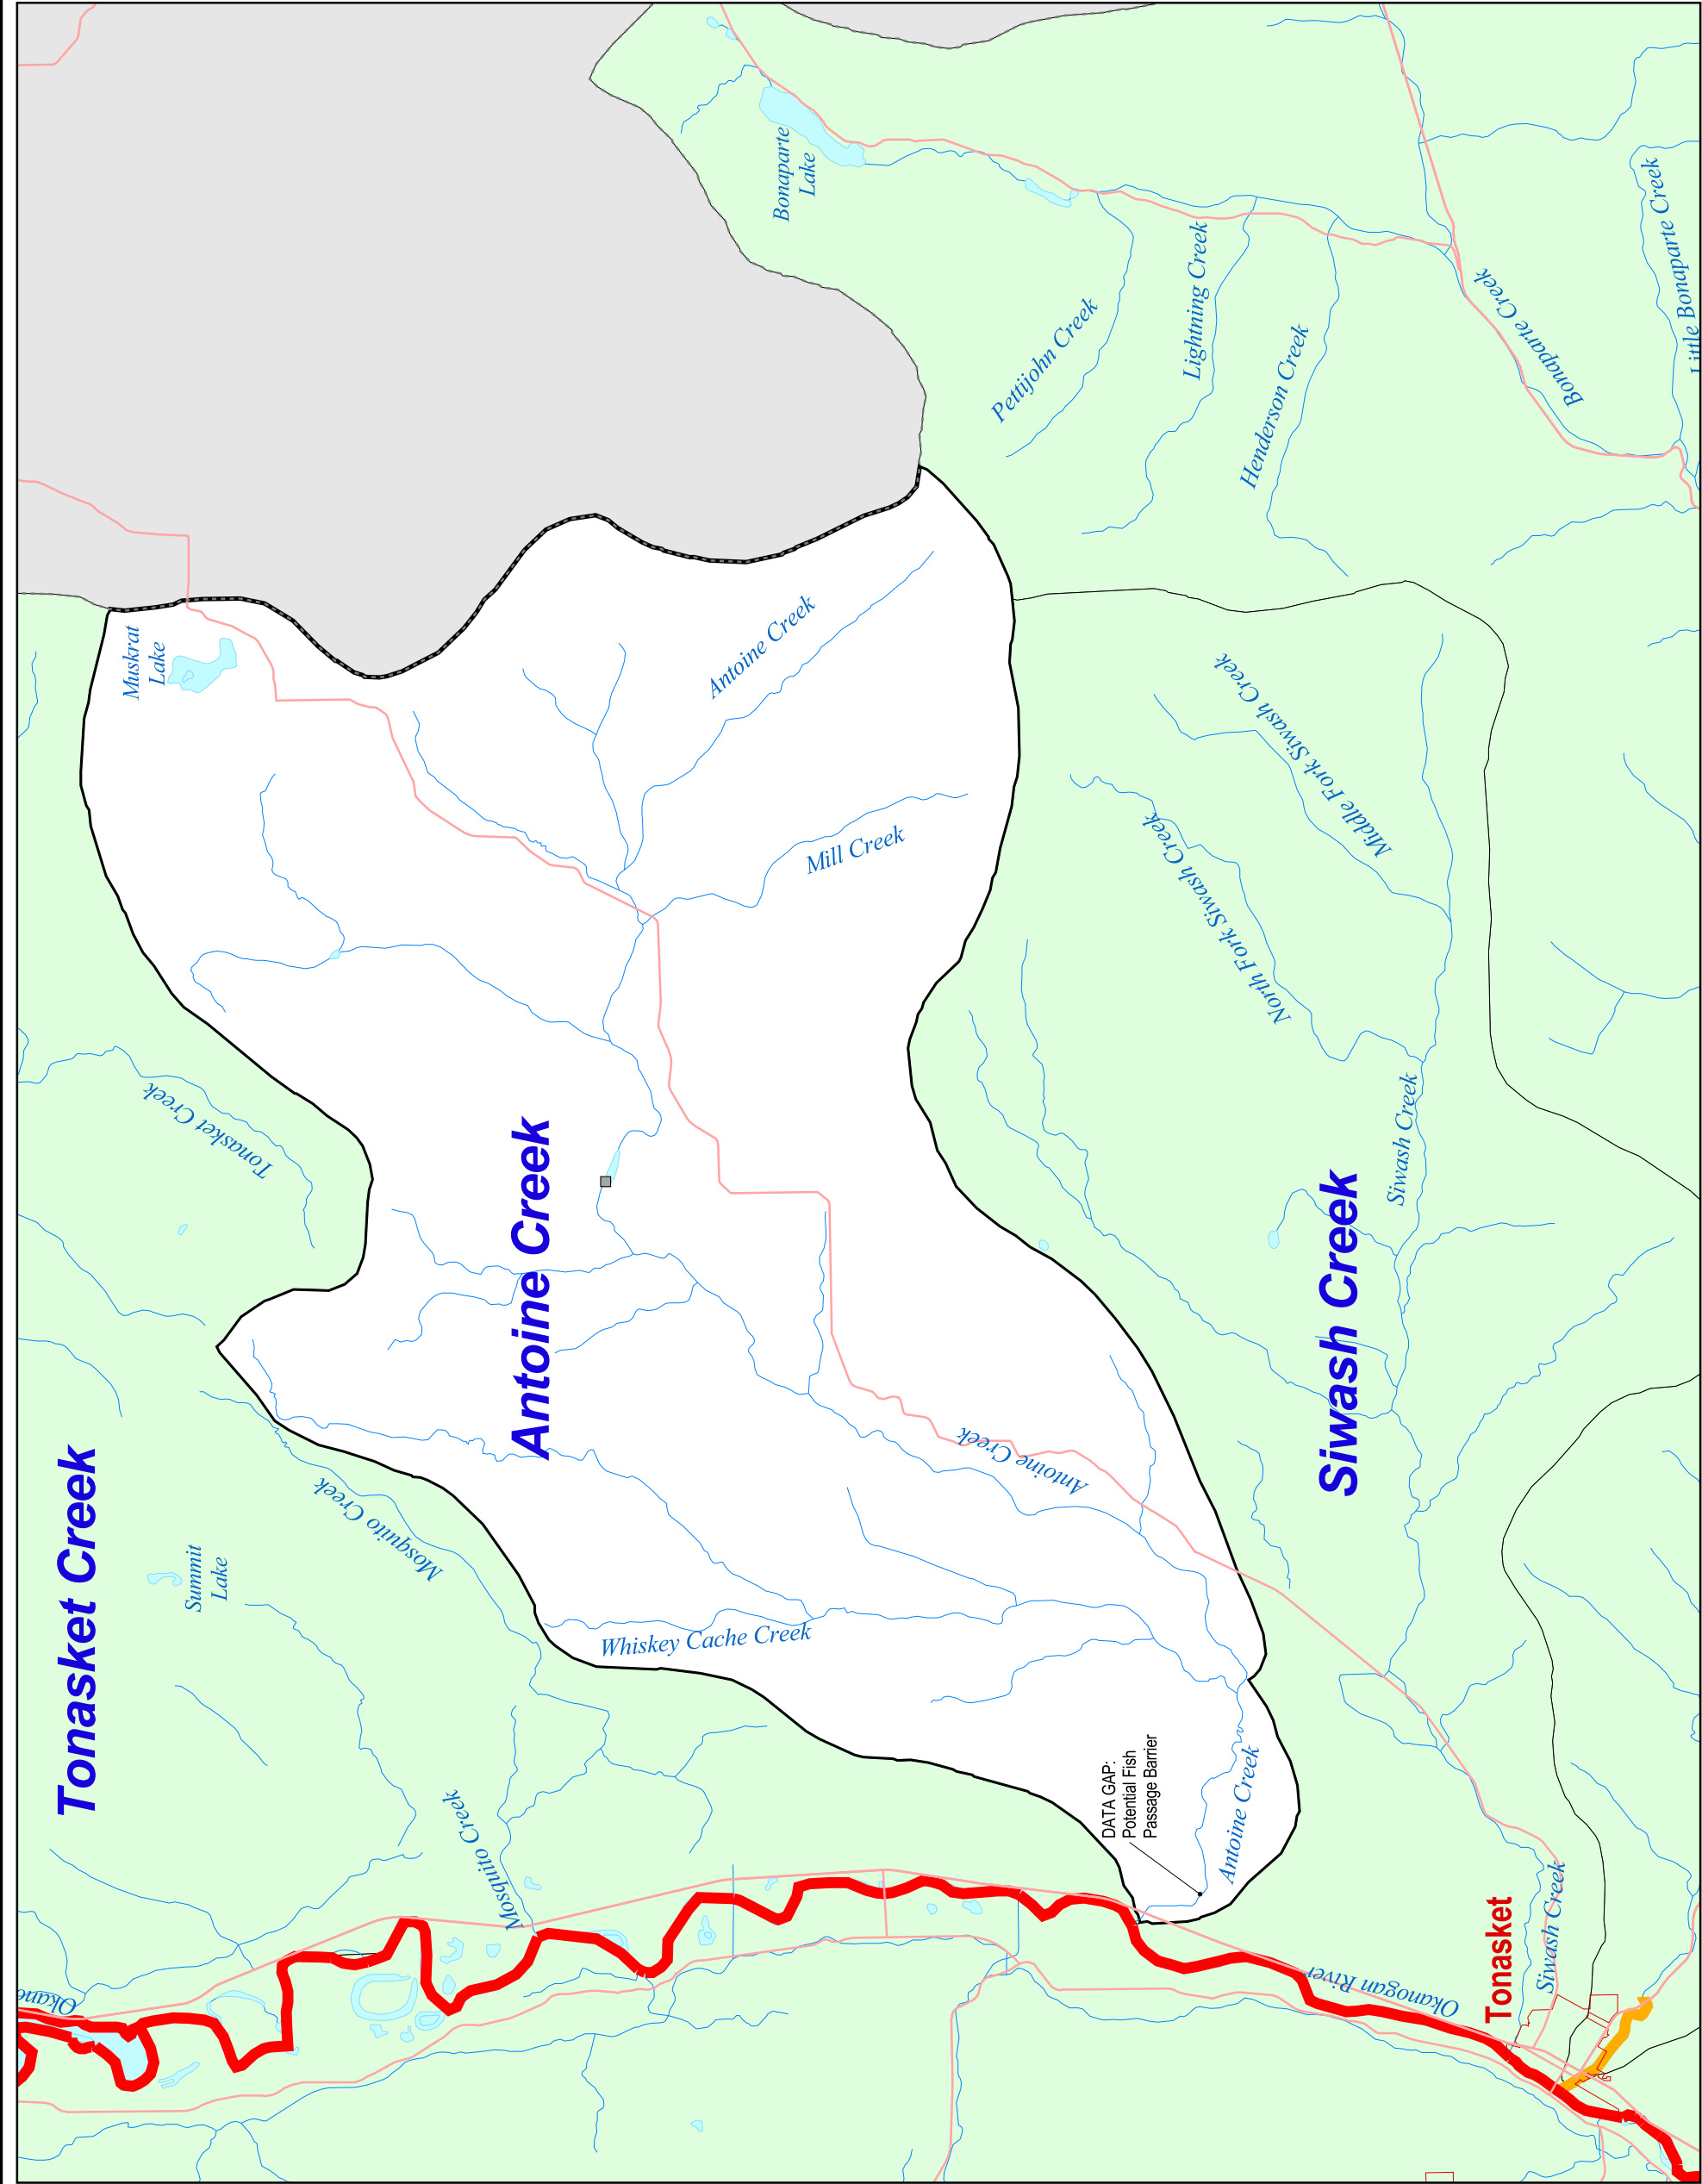 Tonasket Creek
Antoine Creek
Siwash Creek
Muskrat
Lake
Bonaparte
Lake
Pettijohn Creek
Lightning Creek
Henderson Creek
Bonaparte Creek
Little Bonaparte Creek
Antoine Creek
Mill Creek
Middle Fork Siwash Creek
North Fork Siwash Creek
Siwash Creek
Tonasket Creek
Mosquito Creek
Summit
Lake
Whiskey Cache Creek
Antoine Creek
Mosquito Creek
DATA GAP:
Potential Fish
Passage Barrier
Antoine Creek
Okano
Okanogan River
Tonasket
Siwash Creek